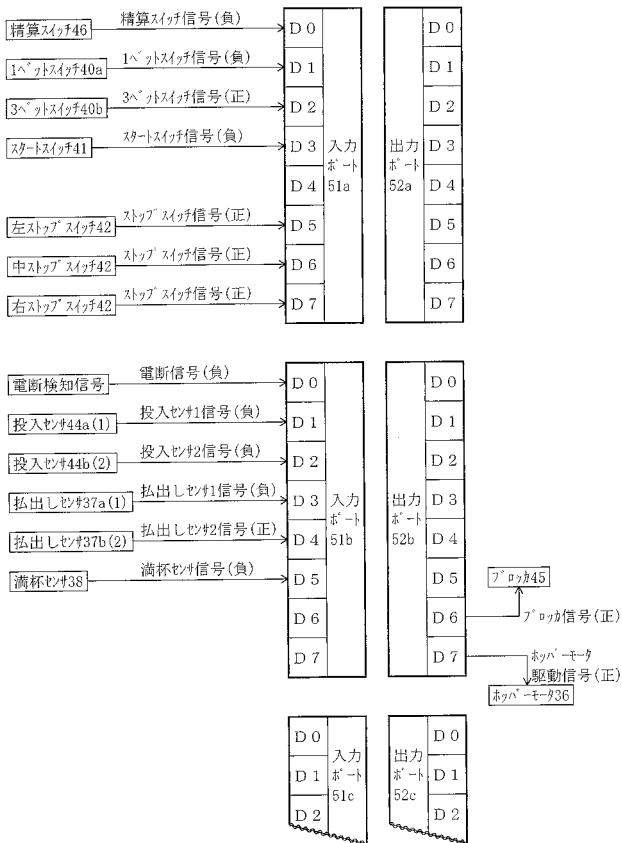 精算スイッチ46 精算スイッチ信号(負) D0 D0
1ベットスイッチ40a 1ベットスイッチ信号(負) D1 D1
3ベットスイッチ40b 3ベットスイッチ信号(正) D2 D2
スタートスイッチ41 スタートスイッチ信号(負) D3 入力 出力 D3
D4 ポート ポート D4
51a 52a
左ストップスイッチ42 ストップスイッチ信号(正) D5 D5
中ストップスイッチ42 ストップスイッチ信号(正) D6 D6
右ストップスイッチ42 ストップスイッチ信号(正) D7 D7
電断検知信号 電断信号(負) D0 D0
投入センサ44a(1) 投入センサ1信号(負) D1 D1
投入センサ44b(2) 投入センサ2信号(負) D2 D2
払出しセンサ37a(1) 払出しセンサ1信号(負) D3 入力 出力 D3
払出しセンサ37b(2) 払出しセンサ2信号(正) D4 ポート ポート D4
51b 52b
満杯センサ38 満杯センサ信号(負) D5 D5 ブロッカ45
D6 D6 ブロッカ信号(正)
D7 D7 ホッパーモータ
駆動信号(正)
ホッパーモータ36
D0 入力 出力 D0
D1 ポート ポート D1
51c 52c
D2 D2